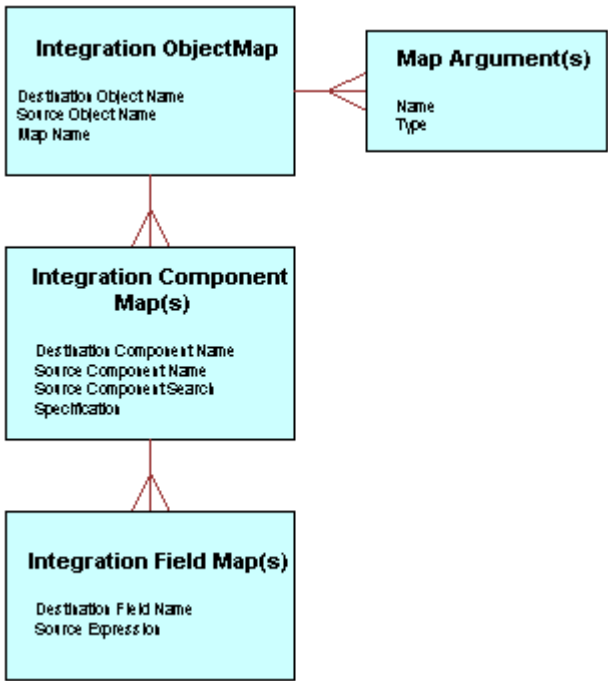 Integration ObjectMap
Destination Object Name
Source Object Name
Map Name
Map Argument(s)
Name
Type
Integration Component
Map(s)
Destination Component Name
Source Component Name
Source Component Search
Specification
Integration Field Map(s)
Destination Field Name
Source Expression